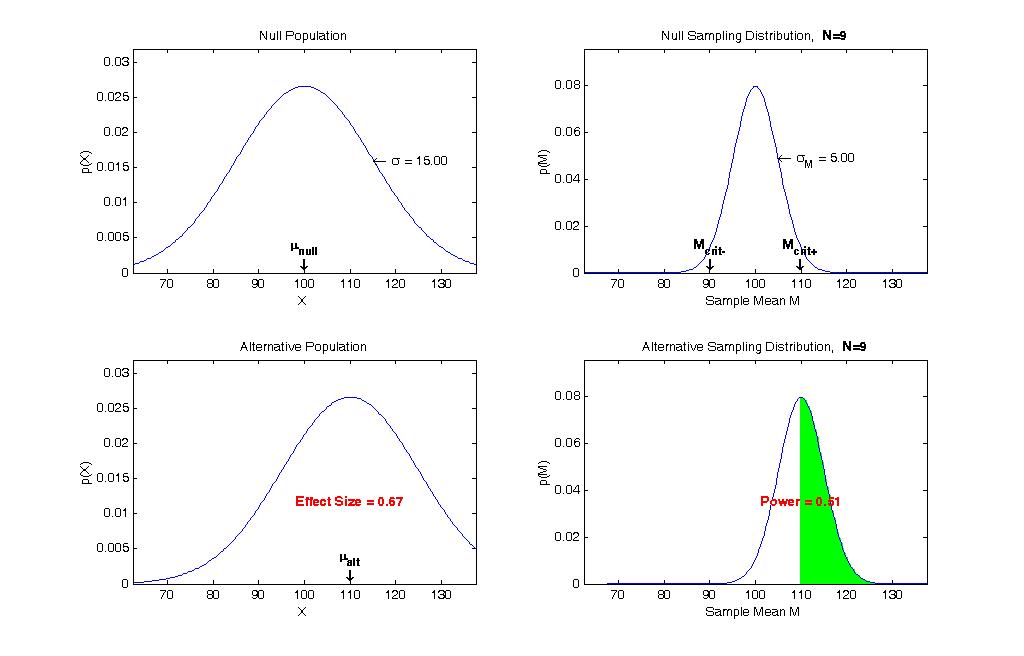 Null Population
0.03
0.025
0.02
0.015
0.01
0.005
0
p(X)
← σ = 15.00
μnull
70 80 90 100 110 120 130
X
Null Sampling Distribution, N=9
0.08
0.06
0.04
0.02
0
p(M)
← σM = 5.00
Mcrit- Mcrit+
70 80 90 100 110 120 130
Sample Mean M
Alternative Population
0.03
0.025
0.02
0.015
0.01
0.005
0
p(X)
Effect Size = 0.67
μalt
70 80 90 100 110 120 130
X
Alternative Sampling Distribution, N=9
0.08
0.06
0.04
0.02
0
p(M)
Power = 0.51
70 80 90 100 110 120 130
Sample Mean M